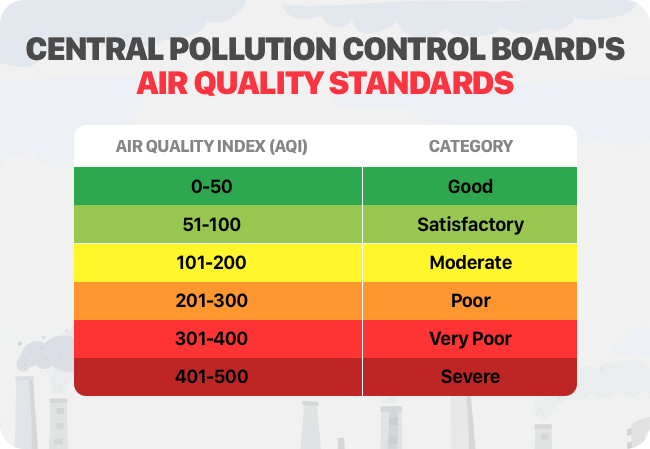 CENTRAL POLLUTION CONTROL BOARD'S
AIR QUALITY STANDARDS
AIR QUALITY INDEX (AQI) CATEGORY
0-50 Good
51-100 Satisfactory
101-200 Moderate
201-300 Poor
301-400 Very Poor
401-500 Severe